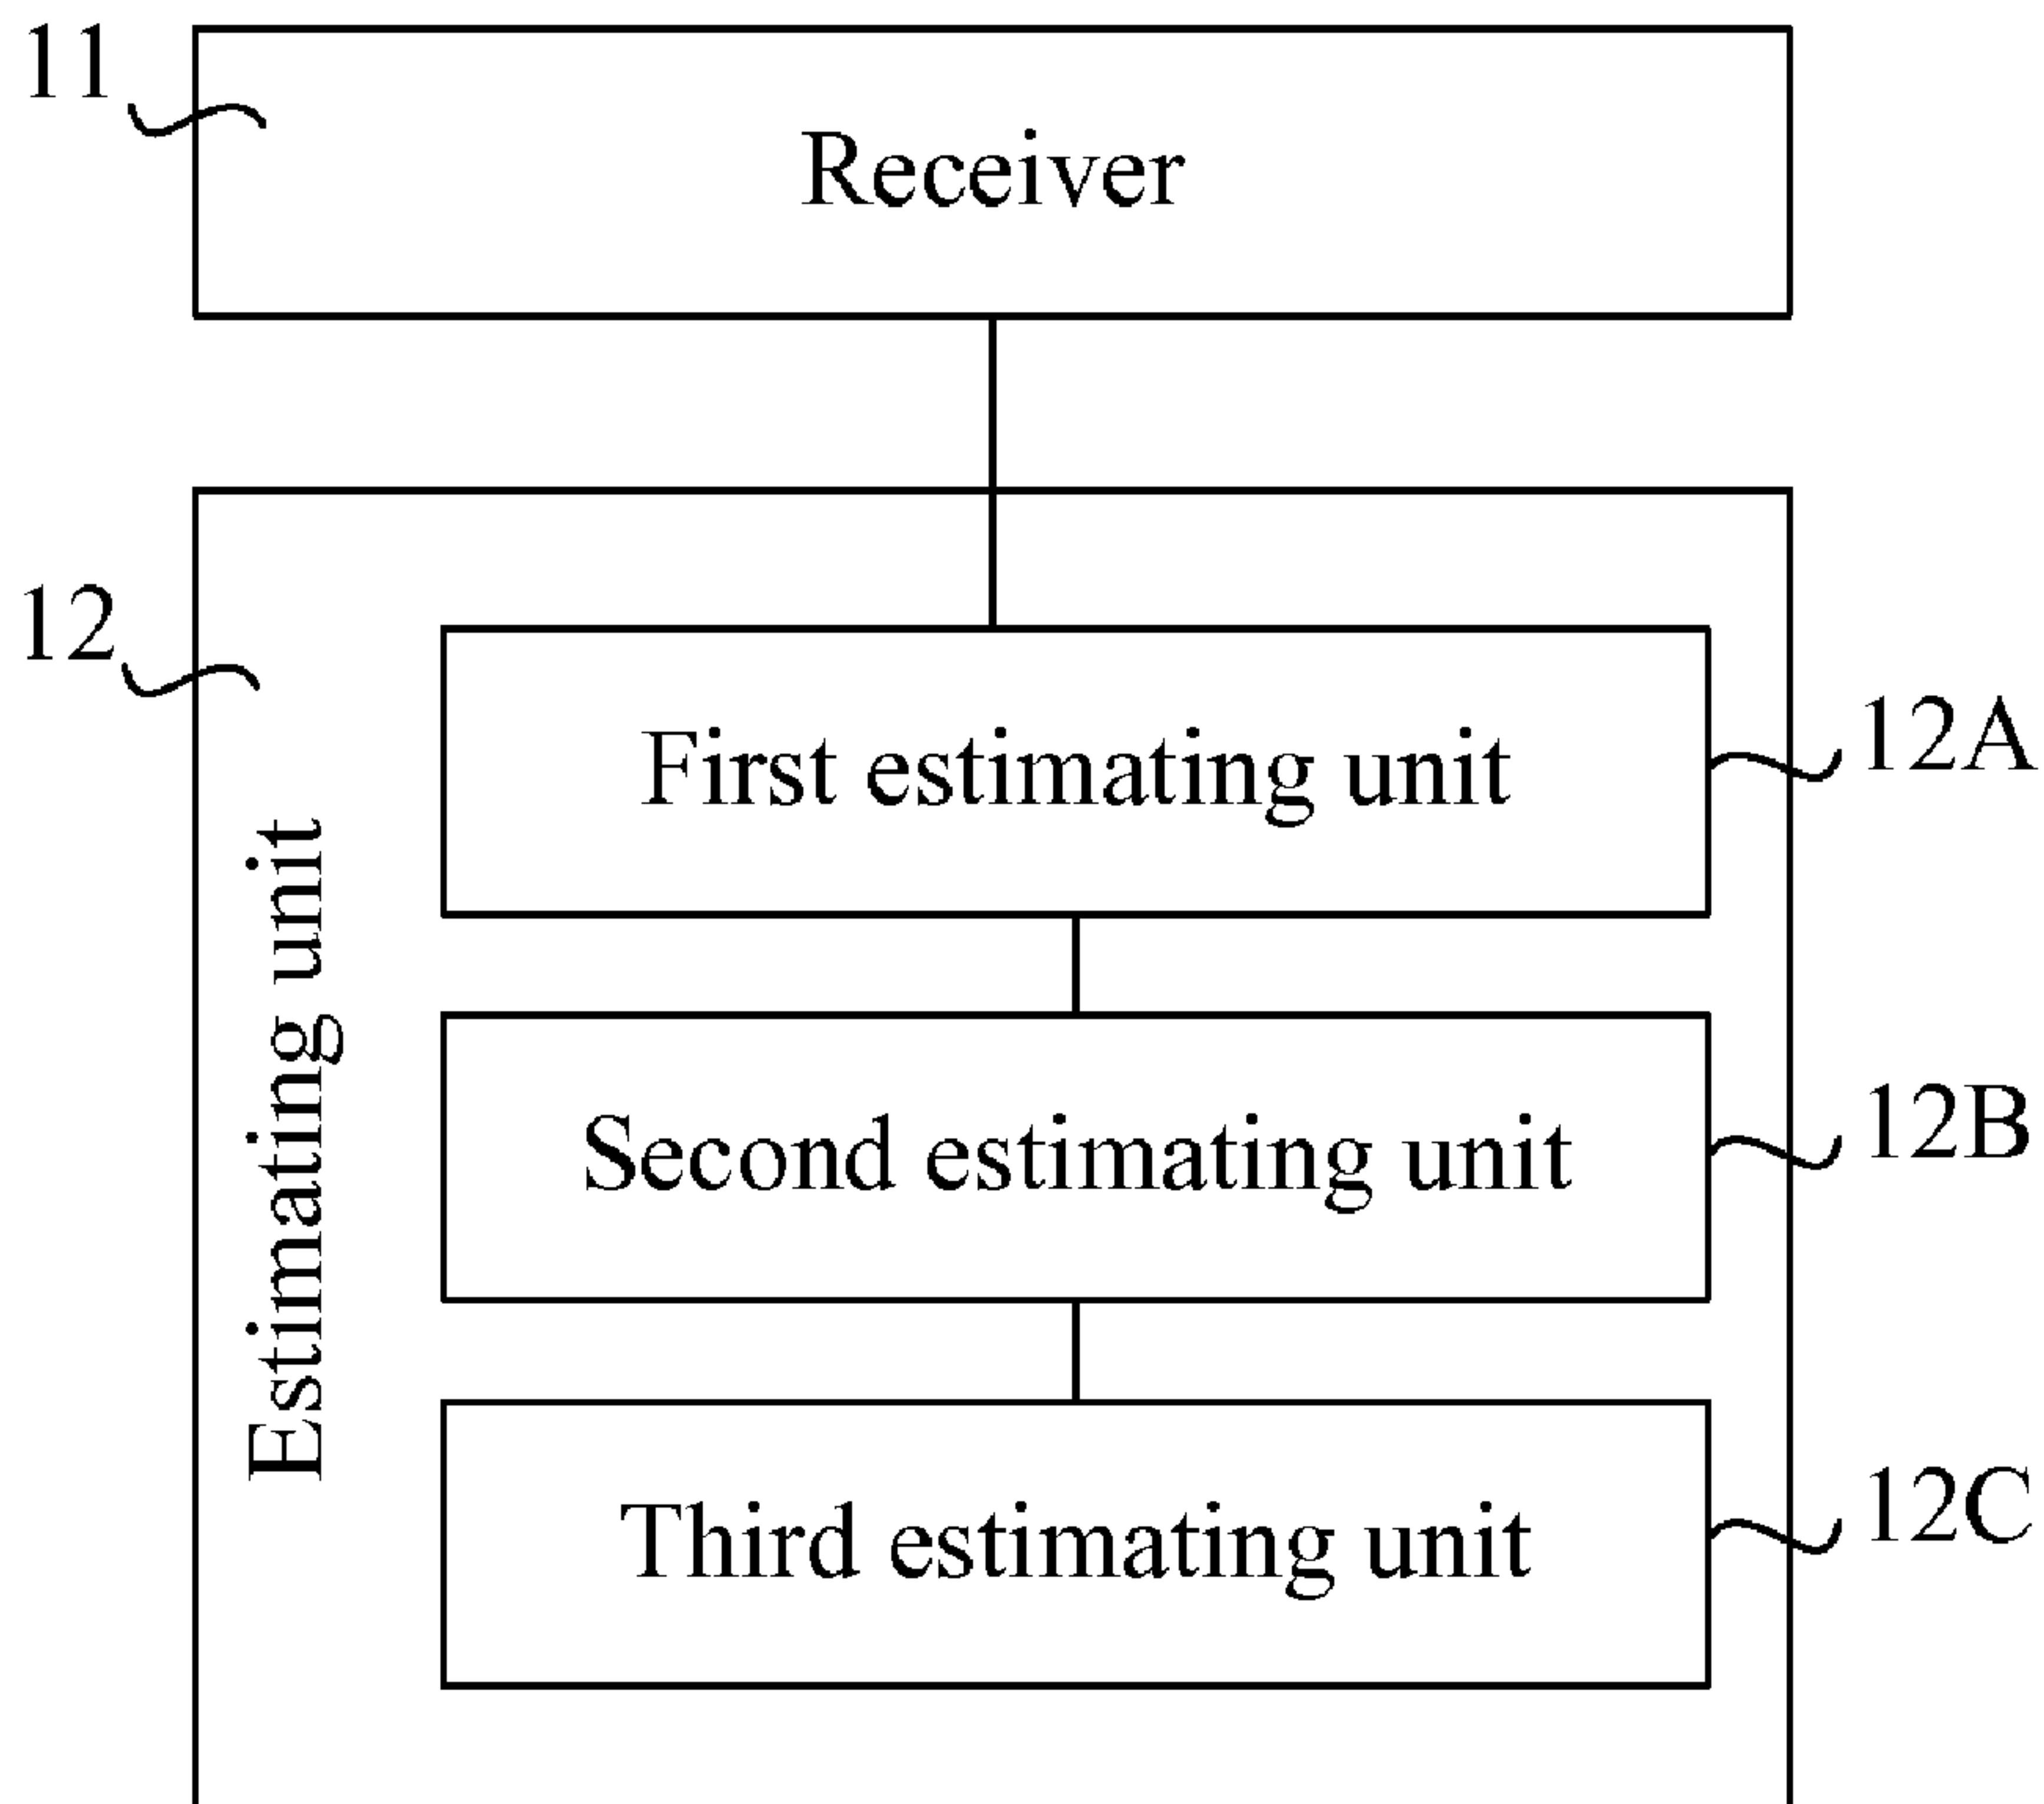 11
Receiver
12
First estimating unit
12A
Estimating unit
Second estimating unit
12B
Third estimating unit
12C